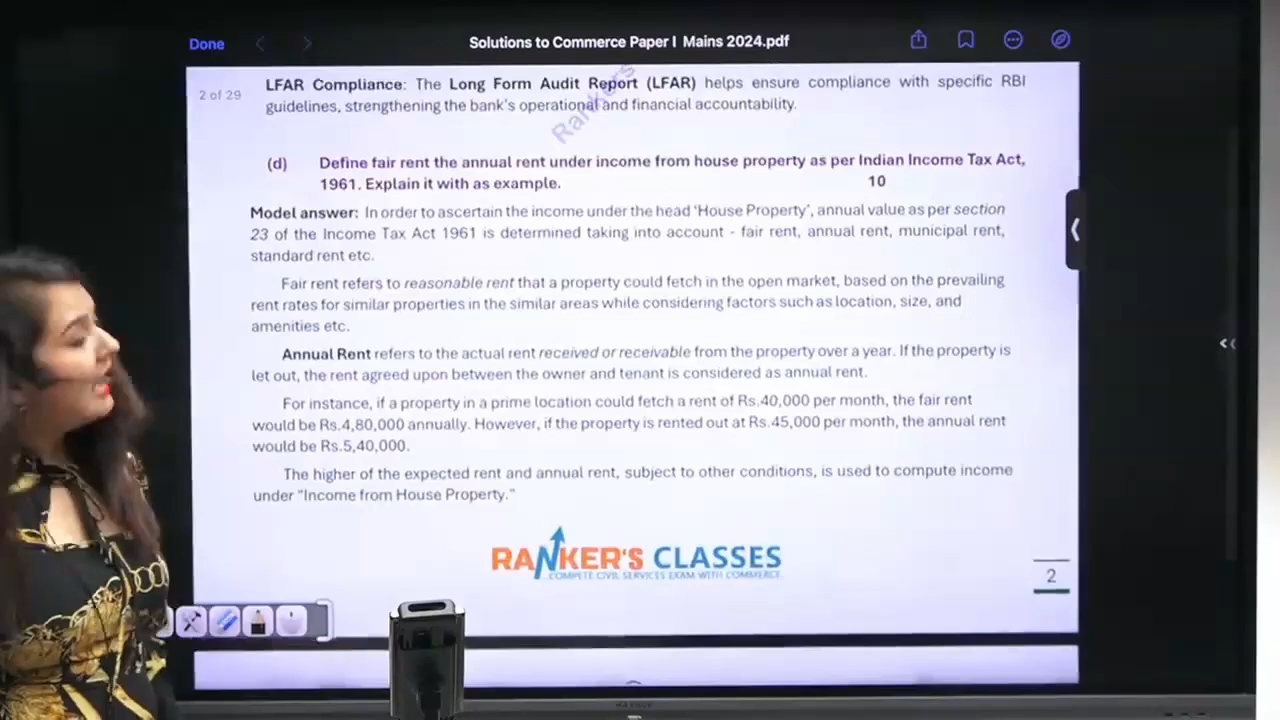 Done
Solutions to Commerce Paper I Mains 2024.pdf
2 of 29
LFAR Compliance: The Long Form Audit Report (LFAR) helps ensure compliance with specific RBI
guidelines, strengthening the bank's operational and financial accountability.
Rankers
(d) Define fair rent the annual rent under income from house property as per Indian Income Tax Act,
1961. Explain it with as example. 10
Model answer: In order to ascertain the income under the head 'House Property', annual value as per section
23 of the Income Tax Act 1961 is determined taking into account - fair rent, annual rent, municipal rent,
standard rent etc.
Fair rent refers to reasonable rent that a property could fetch in the open market, based on the prevailing
rent rates for similar properties in the similar areas while considering factors such as location, size, and
amenities etc.
Annual Rent refers to the actual rent received or receivable from the property over a year. If the property is
let out, the rent agreed upon between the owner and tenant is considered as annual rent.
For instance, if a property in a prime location could fetch a rent of Rs.40,000 per month, the fair rent
would be Rs.4,80,000 annually. However, if the property is rented out at Rs.45,000 per month, the annual rent
would be Rs.5,40,000.
The higher of the expected rent and annual rent, subject to other conditions, is used to compute income
under "Income from House Property."
RANKER'S CLASSES
COMPETE CIVIL SERVICES EXAM WITH COMMERCE
2